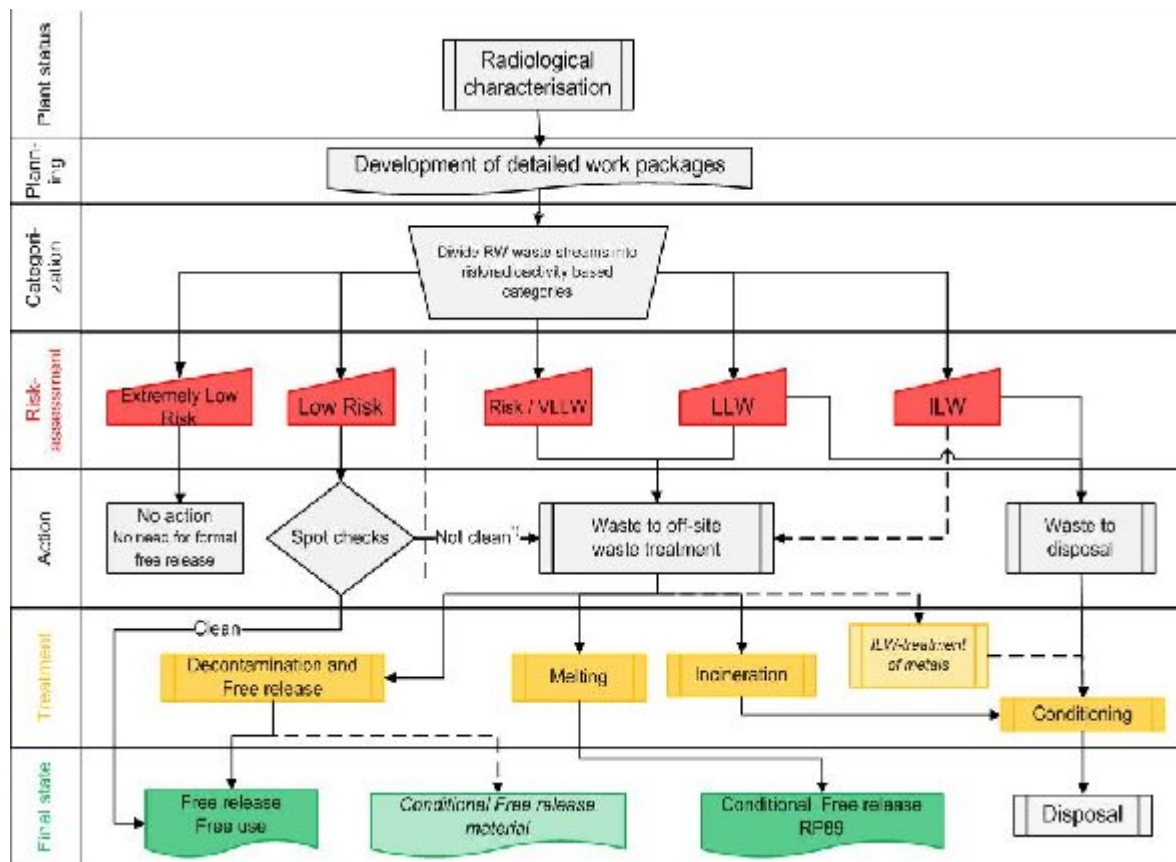 Plant status
Radiological
characterisation
Plann-
ing
Development of detailed work packages
Categori-
zation
Divide RW waste streams into
risk/radioactivity based
categories
Risk-
assessment
Extremely Low
Risk
Low Risk
Risk / VLLW
LLW
ILW
Action
No action
No need for formal
free release
Spot checks
Not clean
Waste to off-site
waste treatment
Waste to
disposal
Treatment
Clean
Decontamination and
Free release
Melting
Incineration
ILW-treatment
of metals
Conditioning
Final state
Free release
Free use
Conditional Free release
material
Conditional Free release
RP89
Disposal